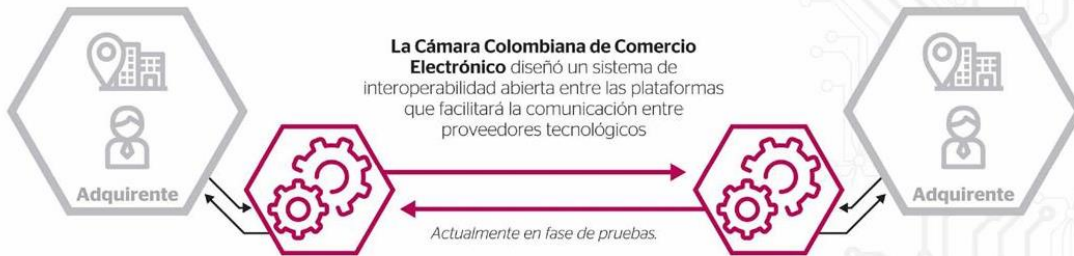 La Cámara Colombiana de Comercio
Electrónico diseñó un sistema de
interoperabilidad abierta entre las plataformas
que facilitará la comunicación entre
proveedores tecnológicos
Adquirente
Adquirente
Actualmente en fase de pruebas.